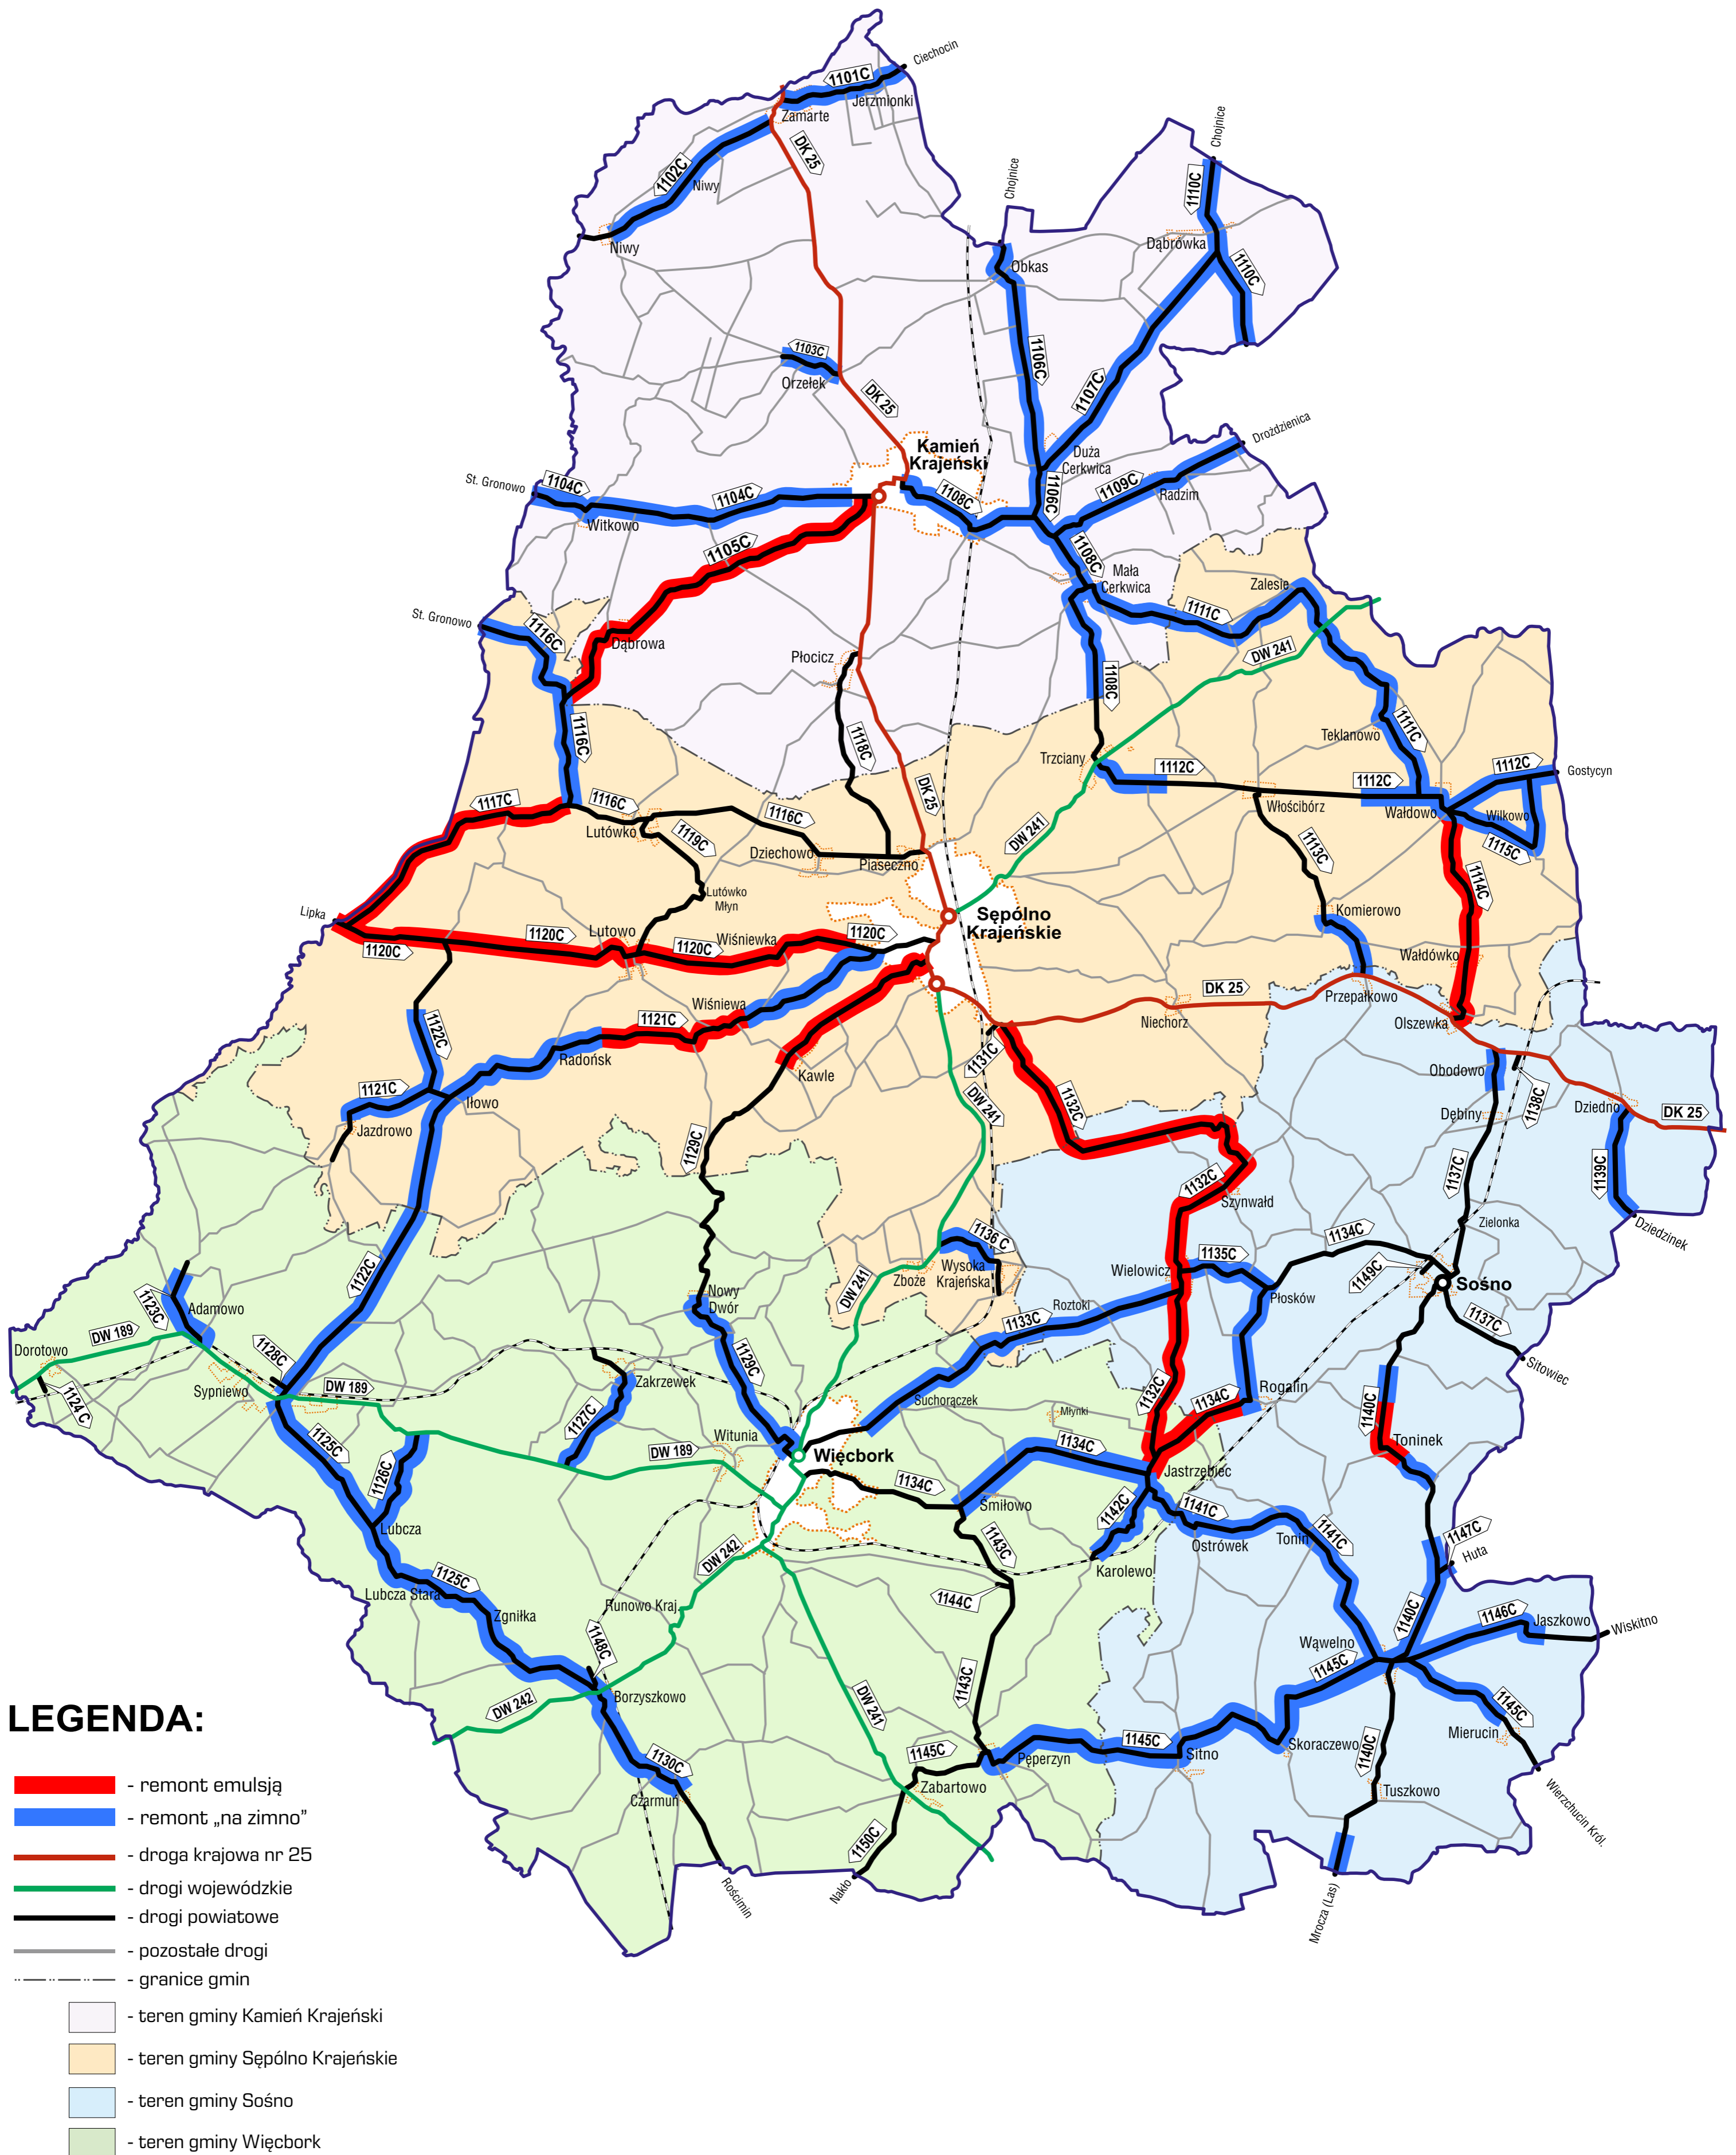 Ciechocin
1101C
Jerzmionki
Zamarte
DK 25
1102C
Niwy
Niwy
Chojnice
Chojnice
1110C
Dąbrówka
1110C
Obkas
1103C
Orzełek
DK 25
1106C
1107C
Kamień
Krajeński
Duża
Cerkwica
Drożdzienica
St. Gronowo
1104C
1104C
Witkowo
1108C
1106C
1109C
Radzim
1105C
1108C
Mała
Cerkwica
Zalesie
1111C
St. Gronowo
1116C
Dąbrowa
Płocicz
DW 241
1108C
1116C
1118C
Teklanowo
1111C
Trzciany
1112C
1112C
1112C
Gostycyn
DK 25
1117C
1116C
Lutówko
1116C
1119C
Dziechowo
Piaseczno
DW 241
Włościbórz
Wałdowo
Wilkowo
1115C
1113C
1114C
Lutówko
Młyn
Lipka
Sępólno
Krajeńskie
Komierowo
1120C
1120C
Lutowo
1120C
Wiśniewka
1120C
Wałdówko
Wiśniewa
Przepałkowo
DK 25
Niechorz
Olszewka
1122C
1121C
Radońsk
Kawle
1131C
Obodowo
1138C
1121C
Iłowo
Jazdrowo
DW 241
1132C
Dębiny
Dziedno
DK 25
1129C
1137C
1139C
1132C
Szynwałd
Zielonka
Dziedzinek
1136 C
1134C
1135C
1122C
Zboże
Wysoka
Krajeńska
Wielowicz
1149C
Sośno
1123C
Adamowo
Nowy
Dwór
DW 241
Roztoki
1133C
Płosków
1137C
DW 189
Dorotowo
Sitowiec
1128C
1129C
1124 C
Sypniewo
DW 189
Zakrzewek
1127C
Suchorączek
1132C
1134C
Rogalin
Młynki
1140C
Toninek
1125C
1126C
Witunia
DW 189
Więcbork
1134C
1134C
Jastrzębiec
Śmiłowo
1142C
1141C
Ostrówek
Tonin
1141C
Lubcza
1143C
1147C
Huta
DW 242
Karolewo
1125C
Lubcza Stara
Zgniłka
Runowo Kraj.
1144C
1140C
1146C
Jaszkowo
Wiskitno
1148C
Wąwelno
1145C
1143C
Borzyszkowo
DW 242
DW 241
1145C
Mierucin
1145C
1145C
Pęperzyn
Sitno
Skoraczewo
1140C
1130C
Czarmuń
Zabartowo
Tuszkowo
Wierzchucin Król.
1150C
Nakło
Rościmin
Mrocza (Las)
LEGENDA:
- remont emulsją
- remont „na zimno”
- droga krajowa nr 25
- drogi wojewódzkie
- drogi powiatowe
- pozostałe drogi
- granice gmin
- teren gminy Kamień Krajeński
- teren gminy Sępólno Krajeńskie
- teren gminy Sośno
- teren gminy Więcbork